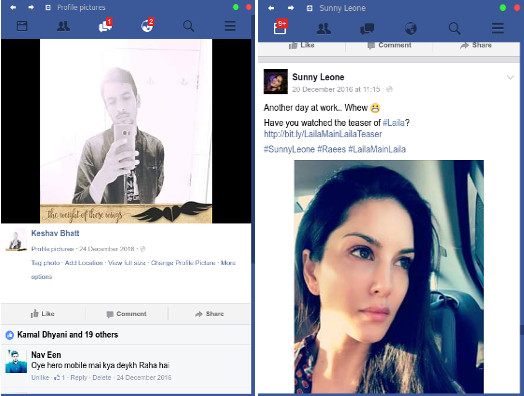 Profile pictures
1
2
the weight of these wings
Keshav Bhatt
Profile pictures · 24 December 2016 ·
Tag photo · Add Location · View full size · Change Profile Picture · More
options
Like
Comment
Share
Kamal Dhyani and 19 others
Nav Een
Oye hero mobile mai kya deykh Raha hai
Unlike · 1 · Reply · Delete · 24 December 2016
Sunny Leone
9+
Like
Comment
Share
Sunny Leone
20 December 2016 at 11:15 ·
Another day at work.. Whew 😷
Have you watched the teaser of #Laila?
http://bit.ly/LailaMainLailaTeaser
#SunnyLeone #Raees #LailaMainLaila